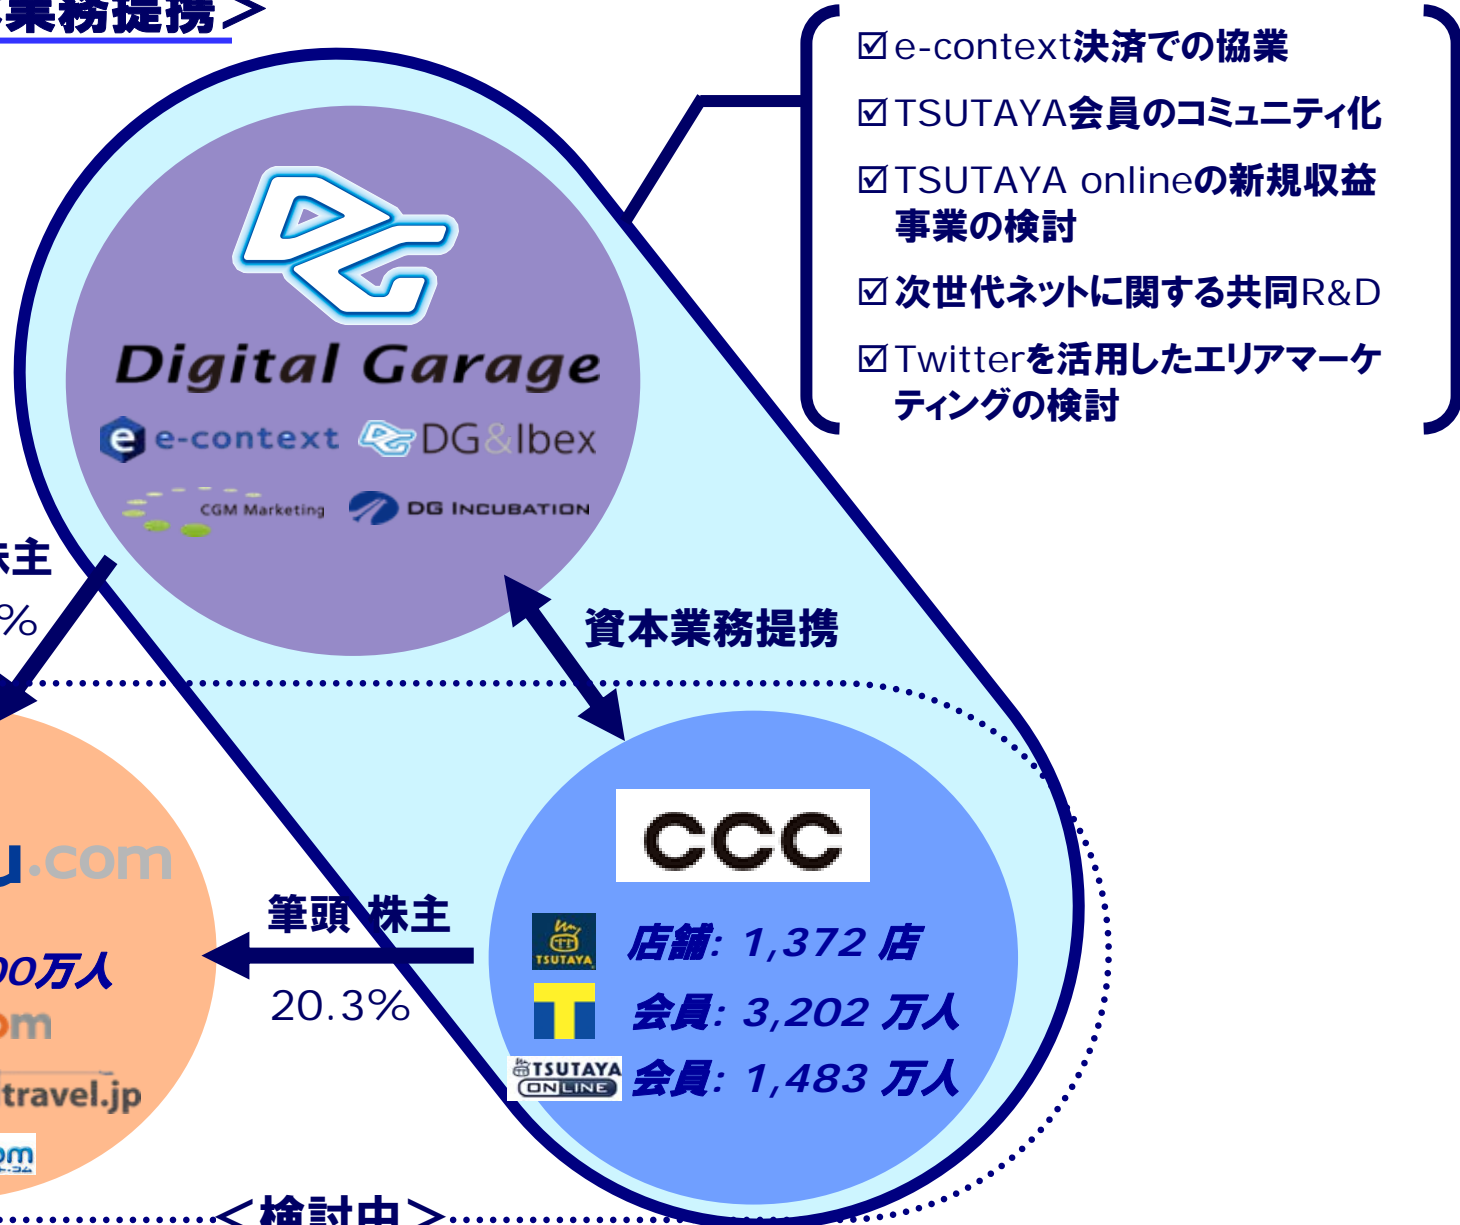 業務提携＞
☑e-context決済での協業
☑TSUTAYA会員のコミュニティ化
☑TSUTAYA onlineの新規収益
事業の検討
☑次世代ネットに関する共同R&D
☑Twitterを活用したエリアマーケ
ティングの検討
Digital Garage
e e-context DG&Ibex
CGM Marketing DG INCUBATION
株主
%
資本業務提携
CCC
u.com
筆頭 株主
20.3%
TSUTAYA 店舗: 1,372 店
00万人
T 会員: 3,202 万人
om
TSUTAYA ONLINE 会員: 1,483 万人
travel.jp
om
ト・コム
＜検討中＞